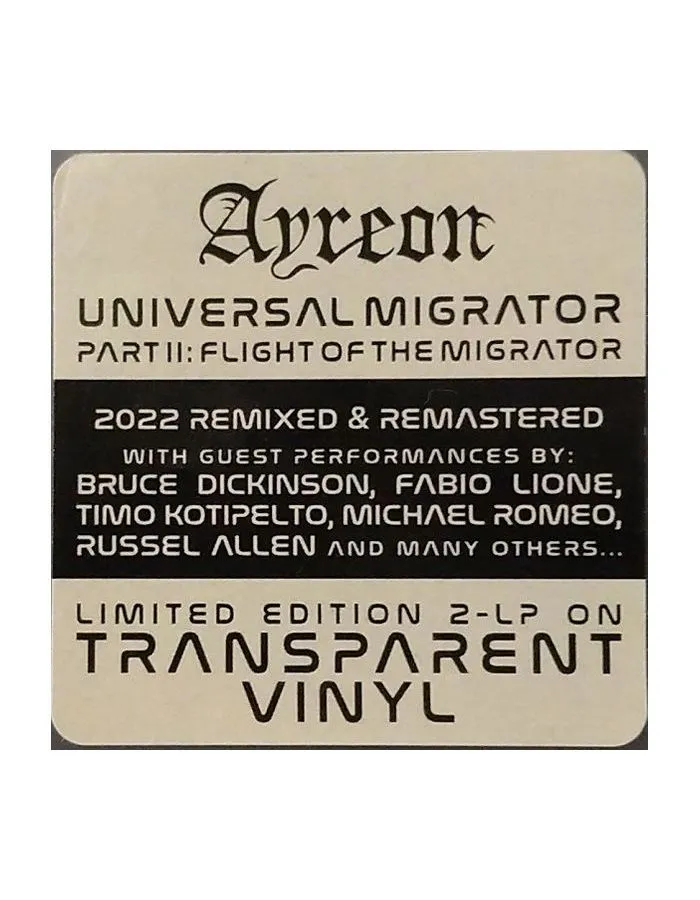 Ayreon
UNIVERSAL MIGRATOR
PART II: FLIGHT OF THE MIGRATOR
2022 REMIXED & REMASTERED
WITH GUEST PERFORMANCES BY:
BRUCE DICKINSON, FABIO LIONE,
TIMO KOTIPELTO, MICHAEL ROMEO,
RUSSEL ALLEN AND MANY OTHERS...
LIMITED EDITION 2-LP ON
TRANSPARENT
VINYL